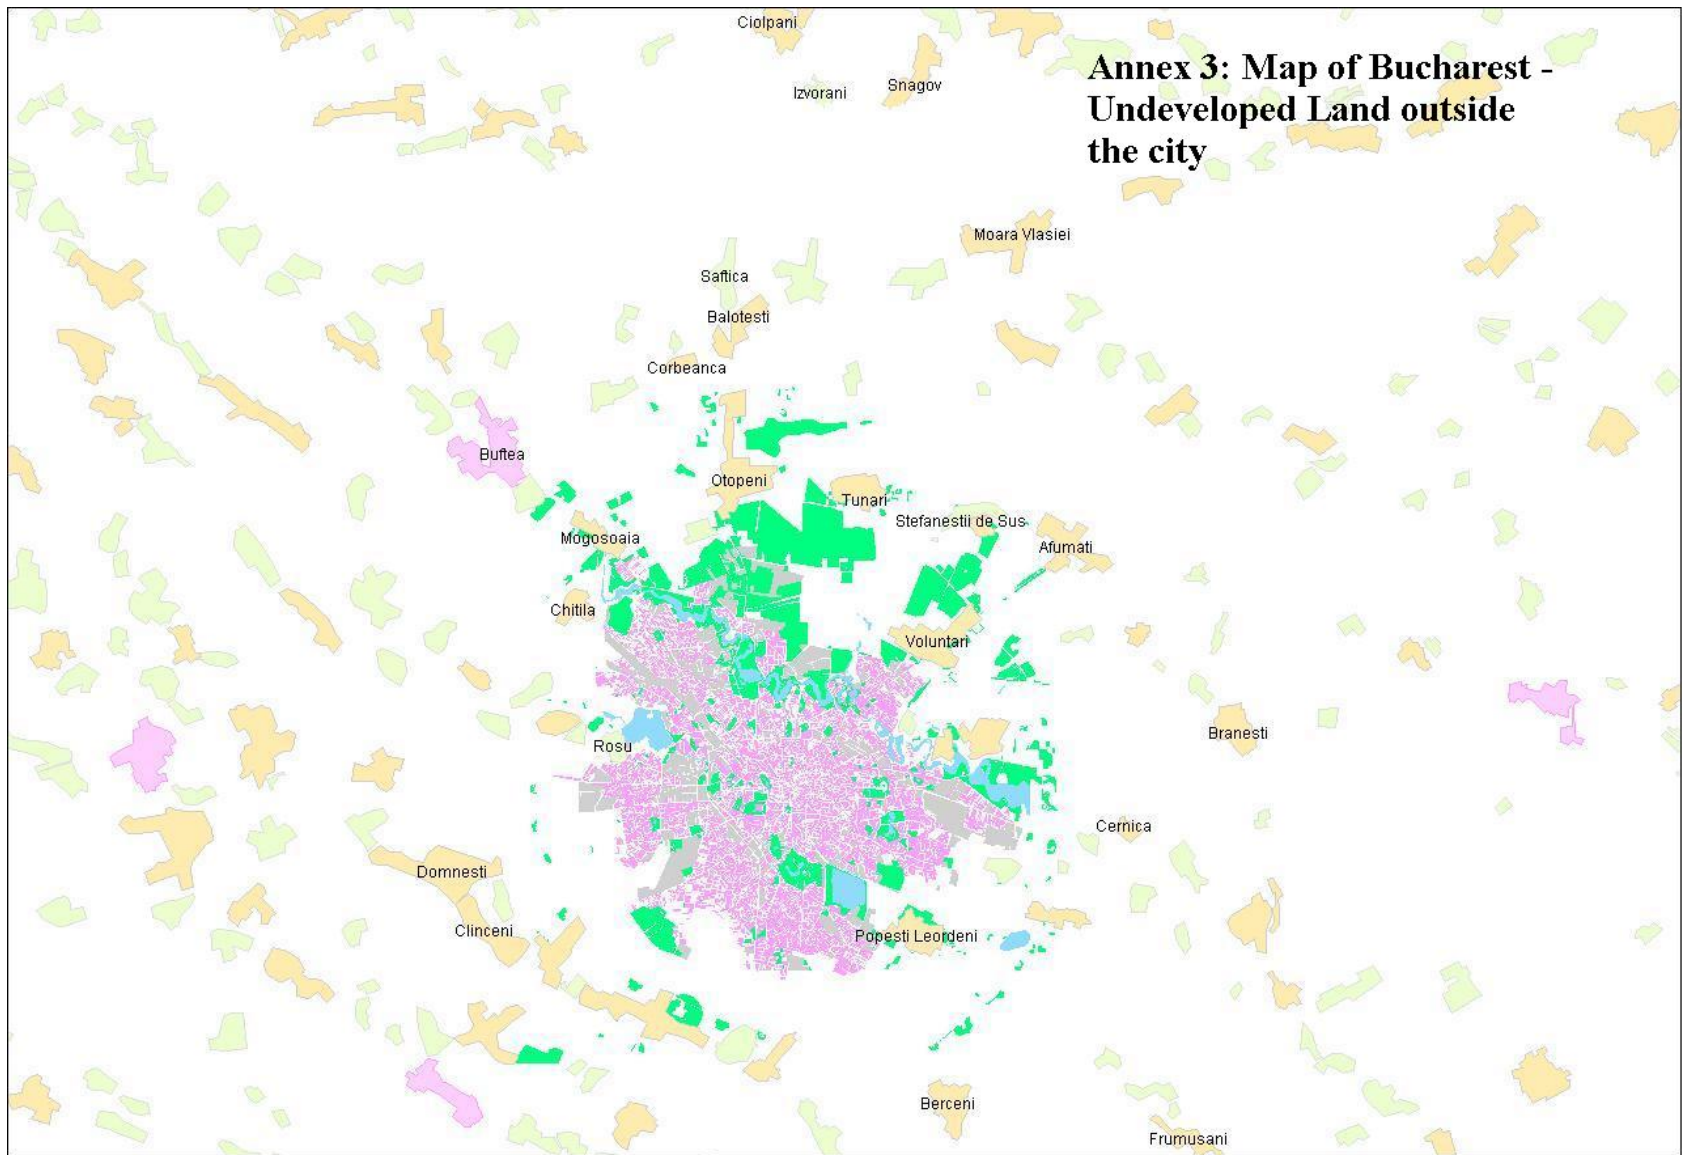 Ciolpani
Annex 3: Map of Bucharest -
Undeveloped Land outside
the city
Izvorani
Snagov
Moara Vlasiei
Saftica
Balotesti
Corbeanca
Buftea
Otopeni
Tunari
Stefanestii de Sus
Mogosoaia
Afumati
Chitila
Voluntari
Rosu
Branesti
Cernica
Domnesti
Clinceni
Popesti Leordeni
Berceni
Frumusani